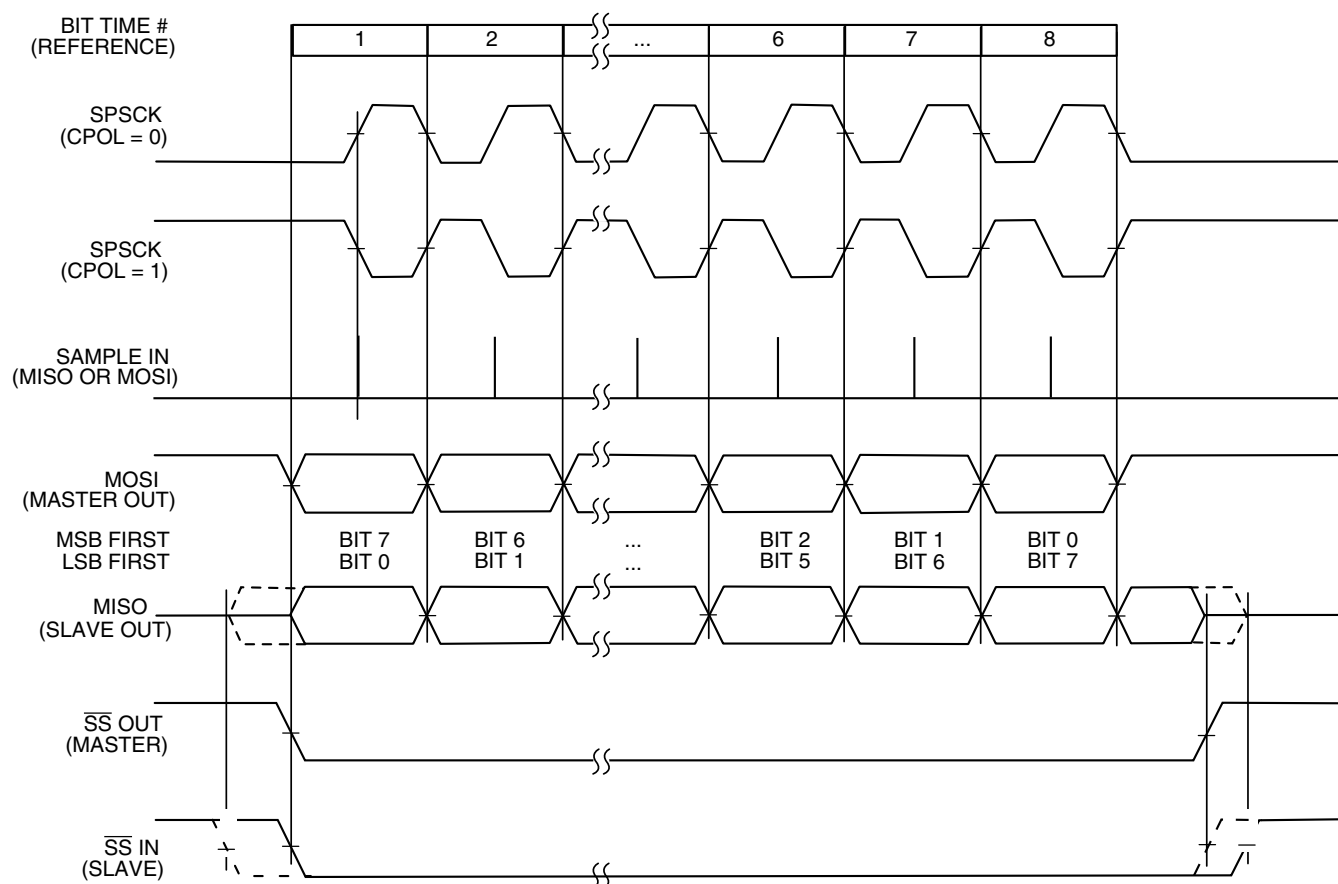 BIT TIME #
(REFERENCE)
1 2 ... 6 7 8
SPSCK
(CPOL = 0)
SPSCK
(CPOL = 1)
SAMPLE IN
(MISO OR MOSI)
MOSI
(MASTER OUT)
MSB FIRST BIT 7 BIT 6 ... BIT 2 BIT 1 BIT 0
LSB FIRST BIT 0 BIT 1 ... BIT 5 BIT 6 BIT 7
MISO
(SLAVE OUT)
S̅S̅ OUT
(MASTER)
S̅S̅ IN
(SLAVE)